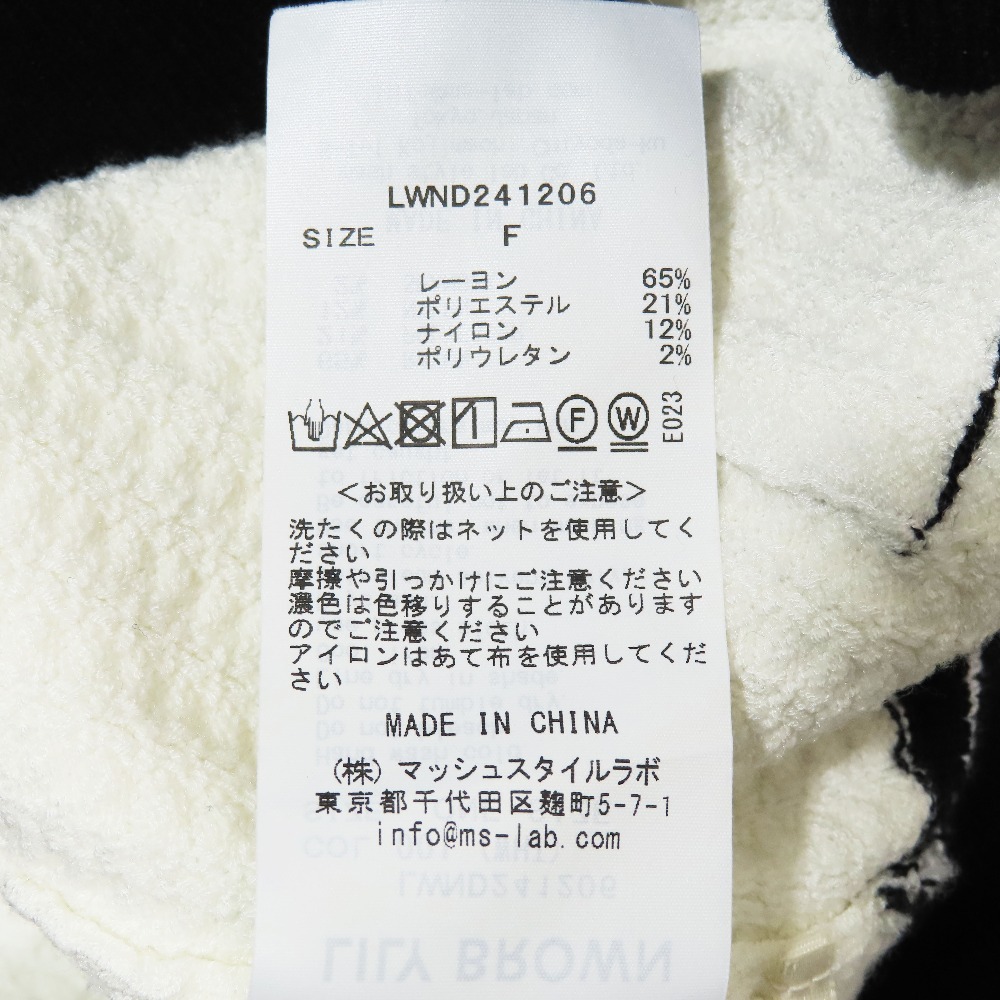 LWND241206
SIZE F
レーヨン 65%
ポリエステル 21%
ナイロン 12%
ポリウレタン 2%
F W E023
＜お取り扱い上のご注意＞
洗たくの際はネットを使用してく
ださい
摩擦や引っかけにご注意ください
濃色は色移りすることがあります
のでご注意ください
アイロンはあて布を使用してくだ
さい
MADE IN CHINA
(株) マッシュスタイルラボ
東京都千代田区麹町5-7-1
info@ms-lab.com
LWND241206
LILY BROWN